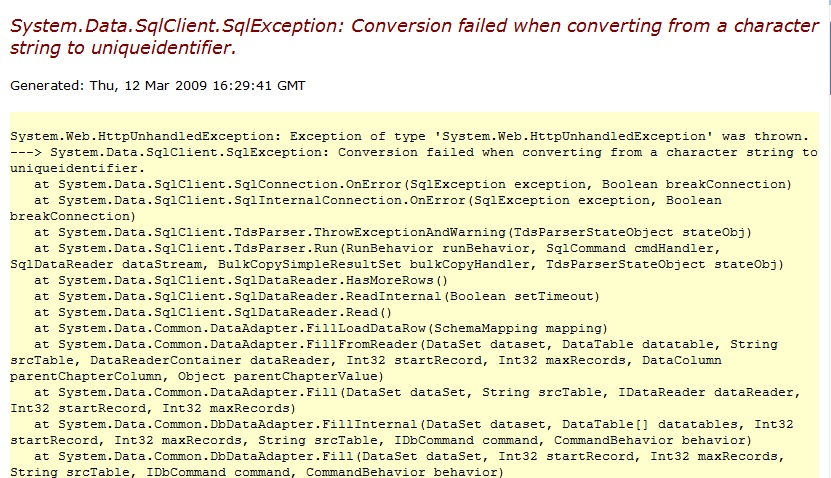 System.Data.SqlClient.SqlException: Conversion failed when converting from a character
string to uniqueidentifier.
Generated: Thu, 12 Mar 2009 16:29:41 GMT
System.Web.HttpUnhandledException: Exception of type 'System.Web.HttpUnhandledException' was thrown.
---> System.Data.SqlClient.SqlException: Conversion failed when converting from a character string to
uniqueidentifier.
   at System.Data.SqlClient.SqlConnection.OnError(SqlException exception, Boolean breakConnection)
   at System.Data.SqlClient.SqlInternalConnection.OnError(SqlException exception, Boolean
breakConnection)
   at System.Data.SqlClient.TdsParser.ThrowExceptionAndWarning(TdsParserStateObject stateObj)
   at System.Data.SqlClient.TdsParser.Run(RunBehavior runBehavior, SqlCommand cmdHandler,
SqlDataReader dataStream, BulkCopySimpleResultSet bulkCopyHandler, TdsParserStateObject stateObj)
   at System.Data.SqlClient.SqlDataReader.HasMoreRows()
   at System.Data.SqlClient.SqlDataReader.ReadInternal(Boolean setTimeout)
   at System.Data.SqlClient.SqlDataReader.Read()
   at System.Data.Common.DataAdapter.FillLoadDataRow(SchemaMapping mapping)
   at System.Data.Common.DataAdapter.FillFromReader(DataSet dataset, DataTable datatable, String
srcTable, DataReaderContainer dataReader, Int32 startRecord, Int32 maxRecords, DataColumn
parentChapterColumn, Object parentChapterValue)
   at System.Data.Common.DataAdapter.Fill(DataSet dataSet, String srcTable, IDataReader dataReader,
Int32 startRecord, Int32 maxRecords)
   at System.Data.Common.DbDataAdapter.FillInternal(DataSet dataset, DataTable[] datatables, Int32
startRecord, Int32 maxRecords, String srcTable, IDbCommand command, CommandBehavior behavior)
   at System.Data.Common.DbDataAdapter.Fill(DataSet dataSet, Int32 startRecord, Int32 maxRecords,
String srcTable, IDbCommand command, CommandBehavior behavior)